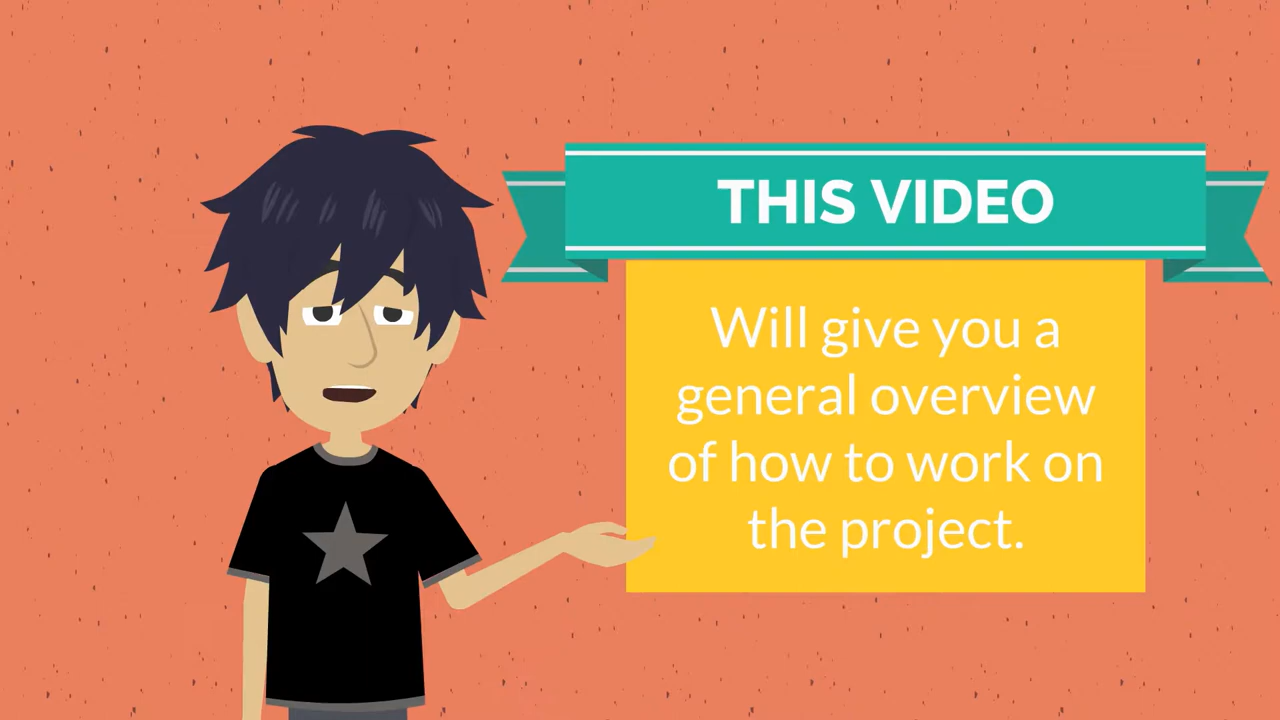 THIS VIDEO
Will give you a
general overview
of how to work on
the project.